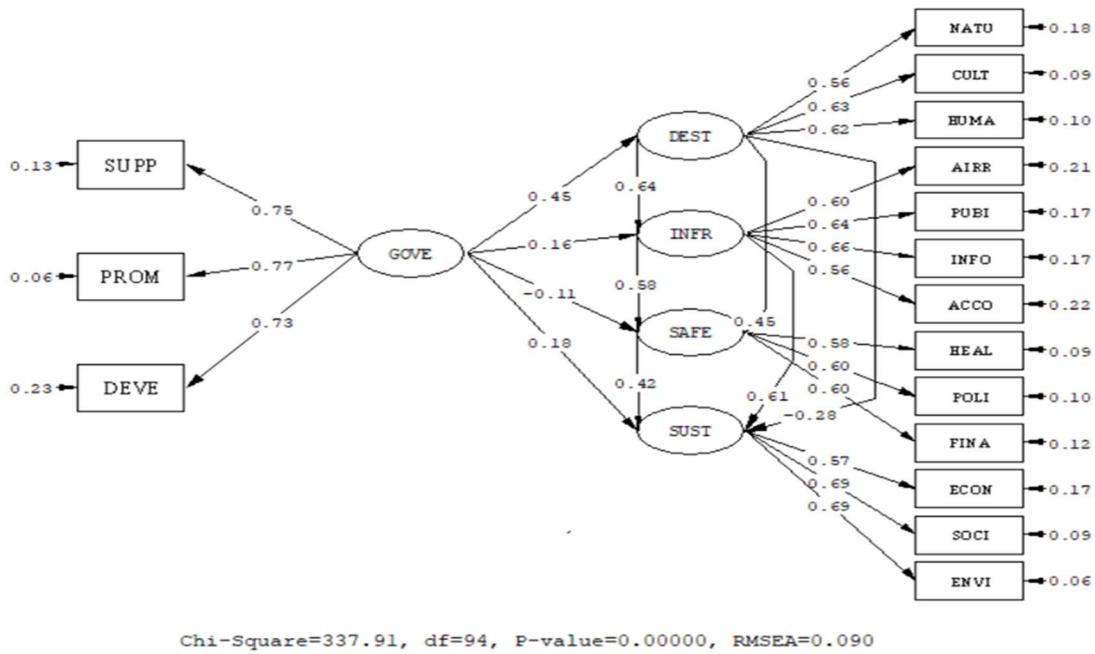 NATU
0.18
0.56
CULT
0.09
0.63
HUMA
0.10
0.62
DEST
0.13
SUPP
AIRR
0.21
0.64
0.60
0.75
0.45
PUBI
0.17
0.64
INFR
0.16
0.66
INFO
0.17
GOVE
0.77
0.06
PROM
0.56
0.58
-0.11
ACCO
0.22
0.73
0.45
SAFE
0.58
HEAL
0.09
0.18
0.60
0.23
DEVE
0.42
0.60
0.61
POLI
0.10
-0.28
SUST
FINA
0.12
0.57
0.69
ECON
0.17
0.69
SOCI
0.09
ENVI
0.06
Chi-Square=337.91, df=94, P-value=0.00000, RMSEA=0.090